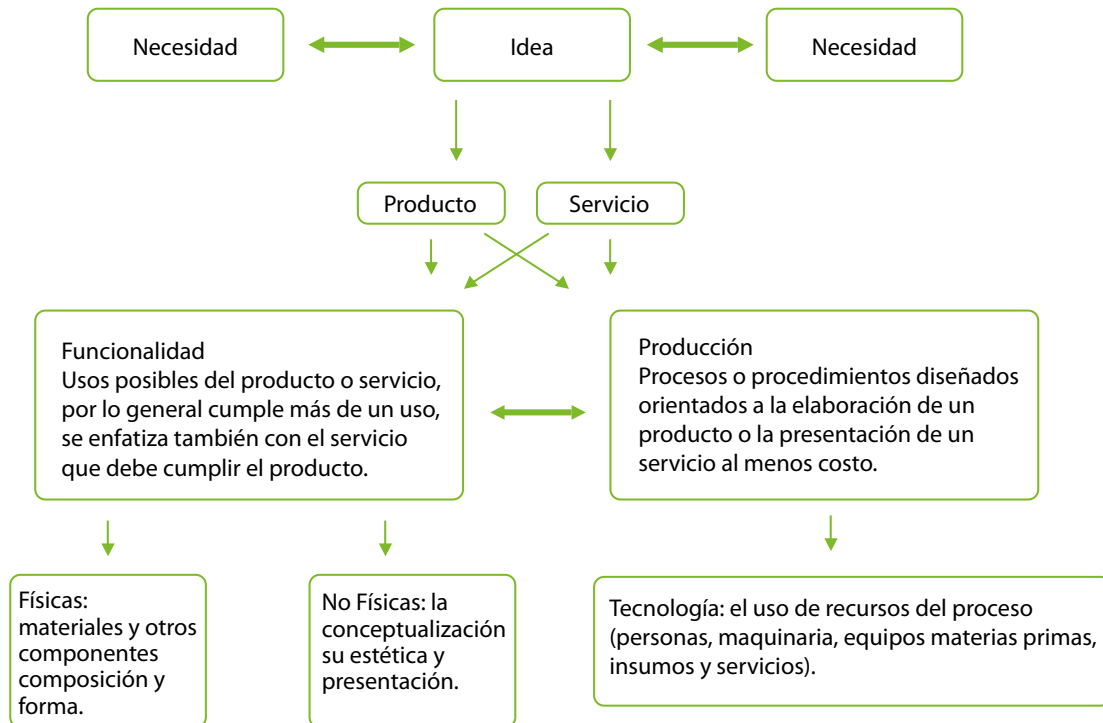 Necesidad
Idea
Necesidad
Producto
Servicio
Funcionalidad
Usos posibles del producto o servicio,
por lo general cumple más de un uso,
se enfatiza también con el servicio
que debe cumplir el producto.
Producción
Procesos o procedimientos diseñados
orientados a la elaboración de un
producto o la presentación de un
servicio al menos costo.
Físicas:
materiales y otros
componentes
composición y
forma.
No Físicas: la
conceptualización
su estética y
presentación.
Tecnología: el uso de recursos del proceso
(personas, maquinaria, equipos materias primas,
insumos y servicios).